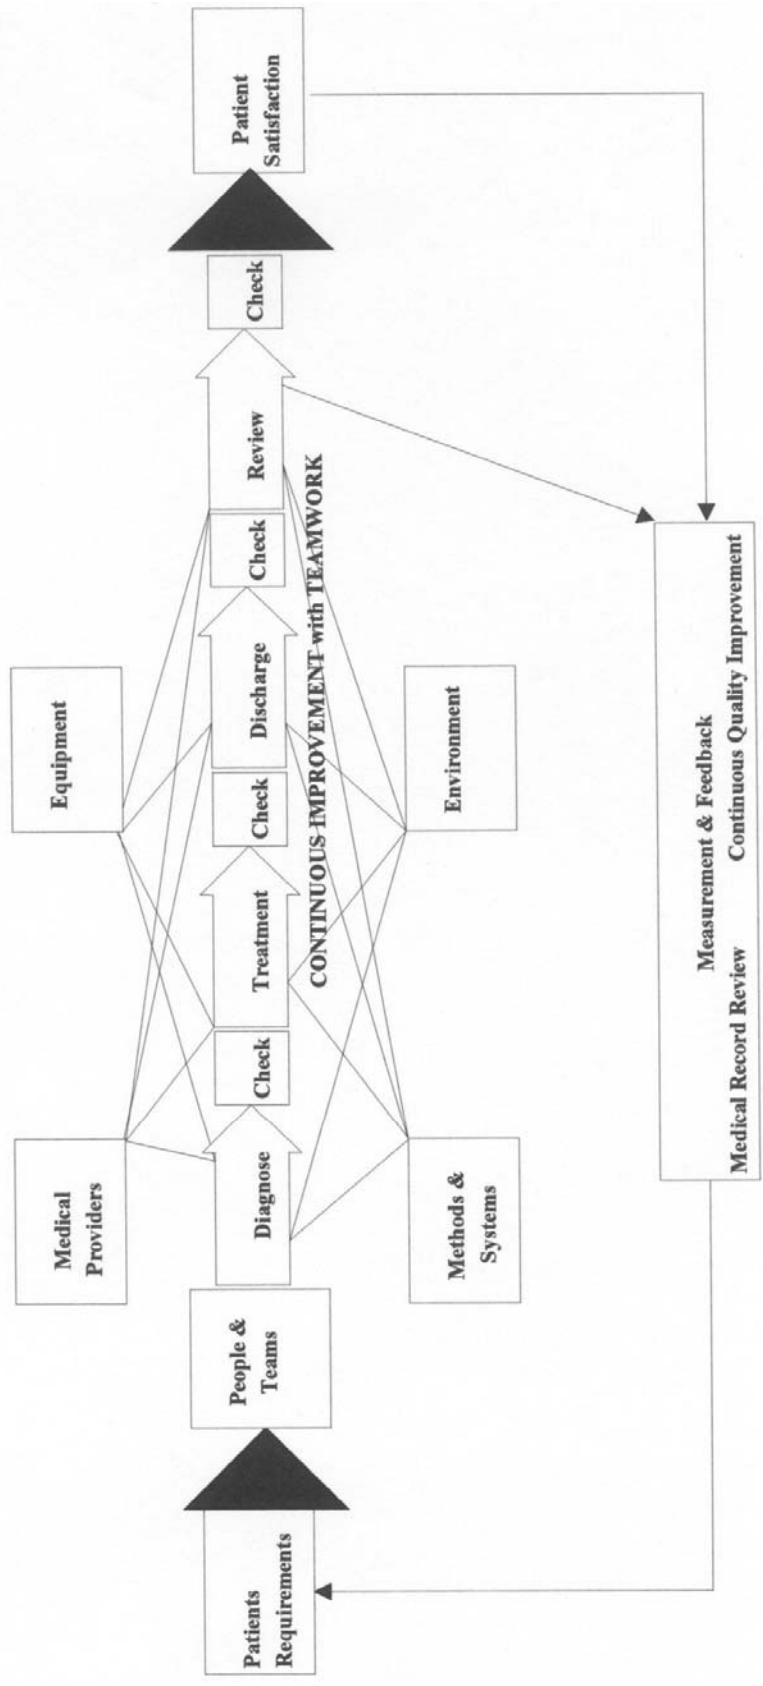 Medical
Providers
Equipment
Patients
Requirements
People &
Teams
Diagnose
Check
Treatment
Check
Discharge
Check
Review
Check
Patient
Satisfaction
CONTINUOUS IMPROVEMENT with TEAMWORK
Methods &
Systems
Environment
Measurement & Feedback
Medical Record Review Continuous Quality Improvement